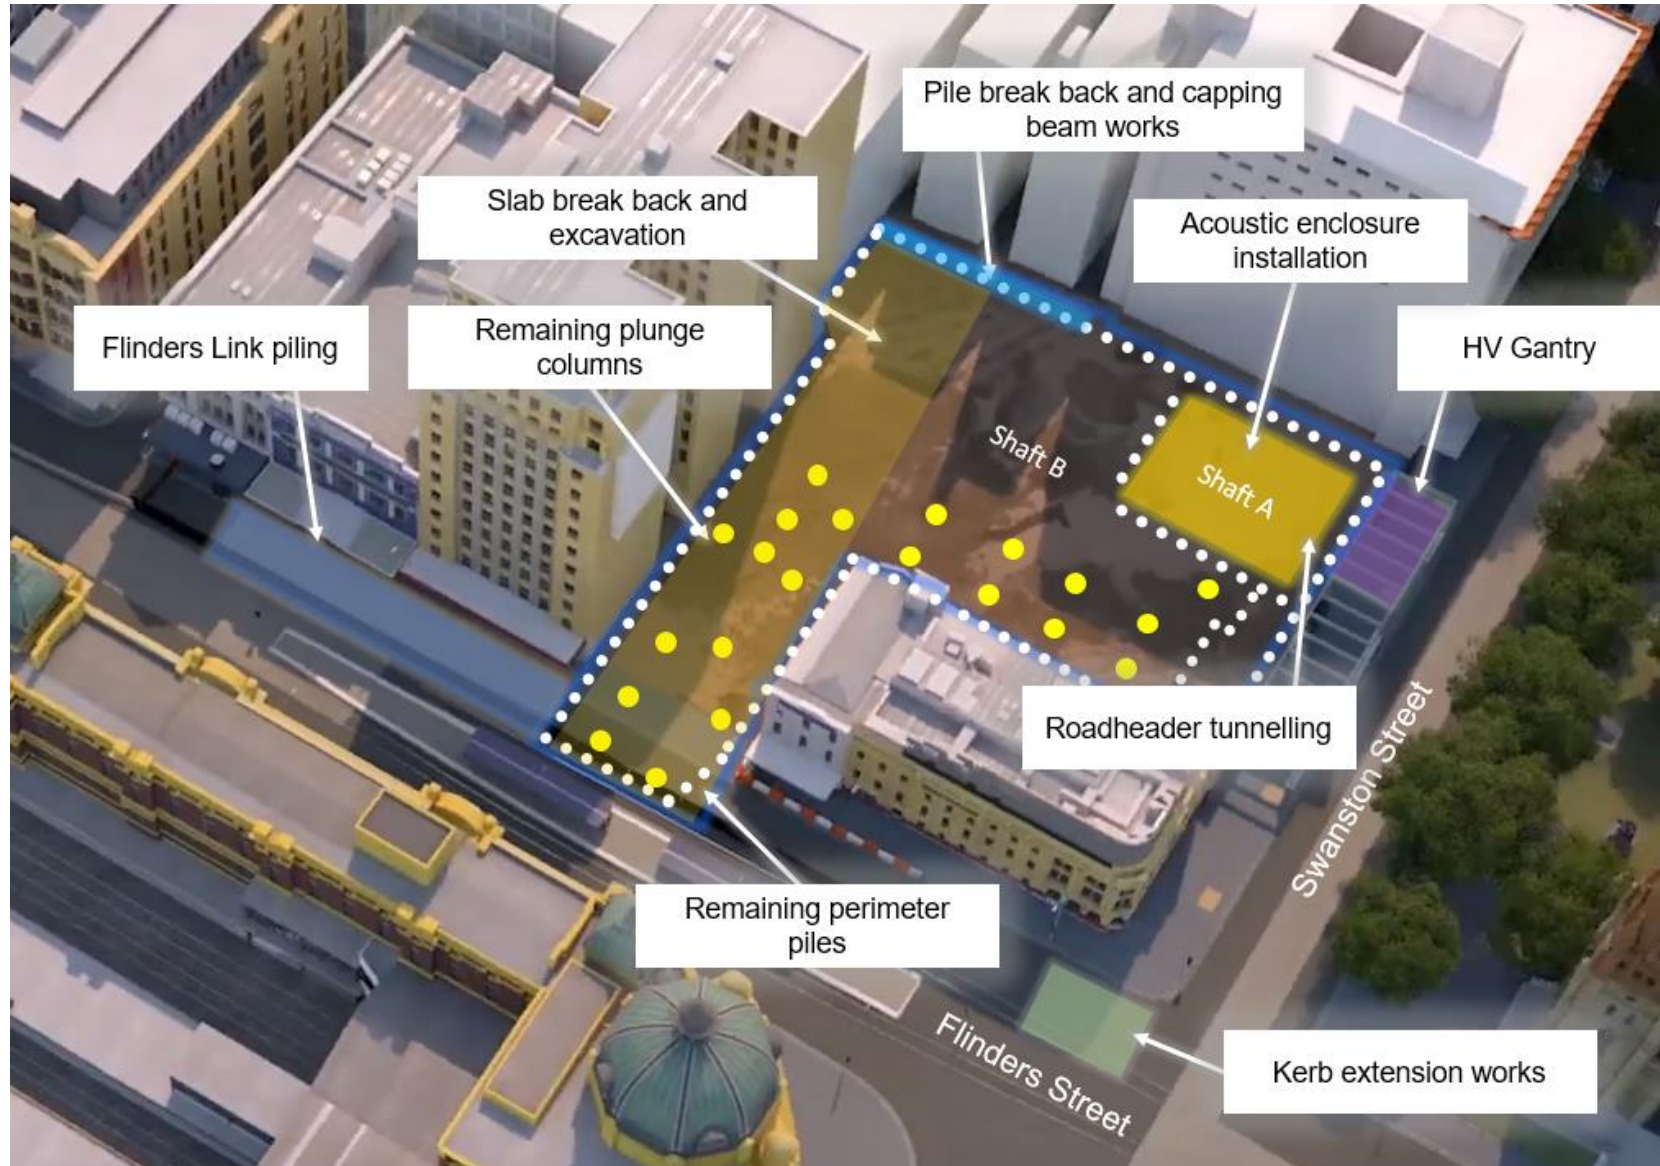 Pile break back and capping
beam works
Slab break back and
excavation
Acoustic enclosure
installation
Flinders Link piling
Remaining plunge
columns
HV Gantry
Shaft B
Shaft A
Roadheader tunnelling
Swanston Street
Remaining perimeter
piles
Flinders Street
Kerb extension works